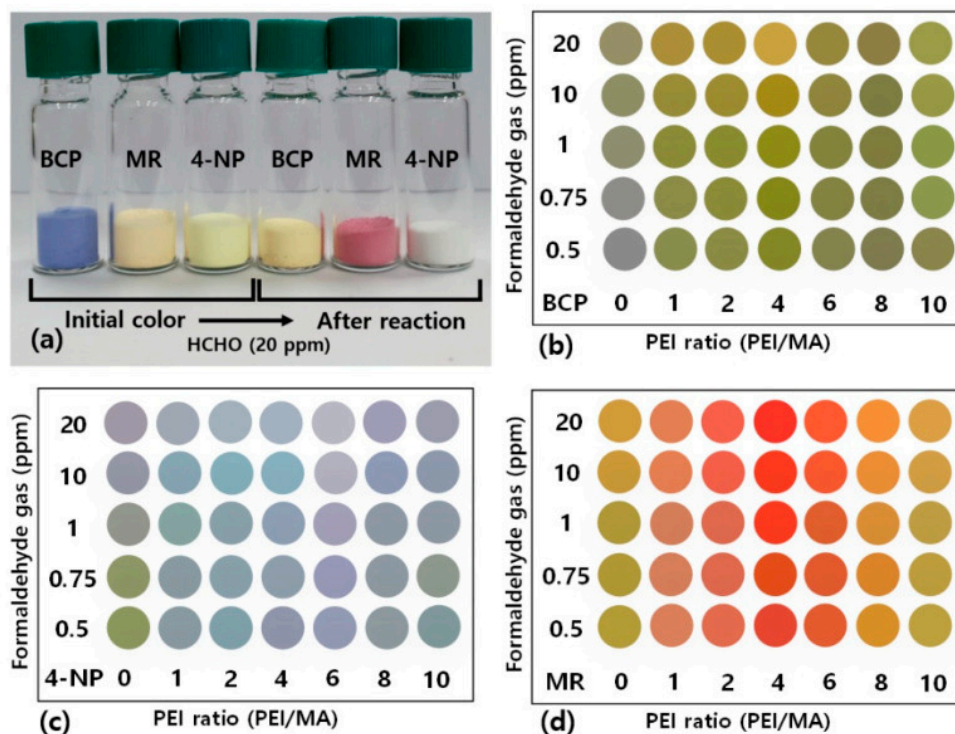 BCP MR 4-NP BCP MR 4-NP
Initial color After reaction
HCHO (20 ppm)
(a)
Formaldehyde gas (ppm)
20
10
1
0.75
0.5
BCP 0 1 2 4 6 8 10
PEI ratio (PEI/MA)
(b)
Formaldehyde gas (ppm)
20
10
1
0.75
0.5
4-NP 0 1 2 4 6 8 10
PEI ratio (PEI/MA)
(c)
Formaldehyde gas (ppm)
20
10
1
0.75
0.5
MR 0 1 2 4 6 8 10
PEI ratio (PEI/MA)
(d)